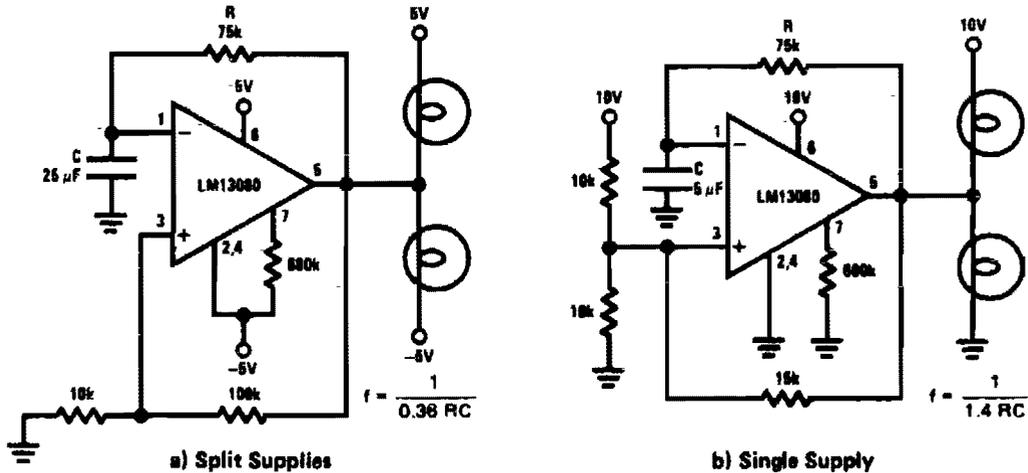 R
75k
5V
-5V
1
6
C
25 µF
LM13080
5
3
7
2,4
680k
-5V
-5V
10k
100k
f = 1 / 0.36 RC
a) Split Supplies
R
75k
10V
10V
10V
1
6
C
5 µF
10k
LM13080
5
3
7
2,4
680k
10k
15k
f = 1 / 1.4 RC
b) Single Supply